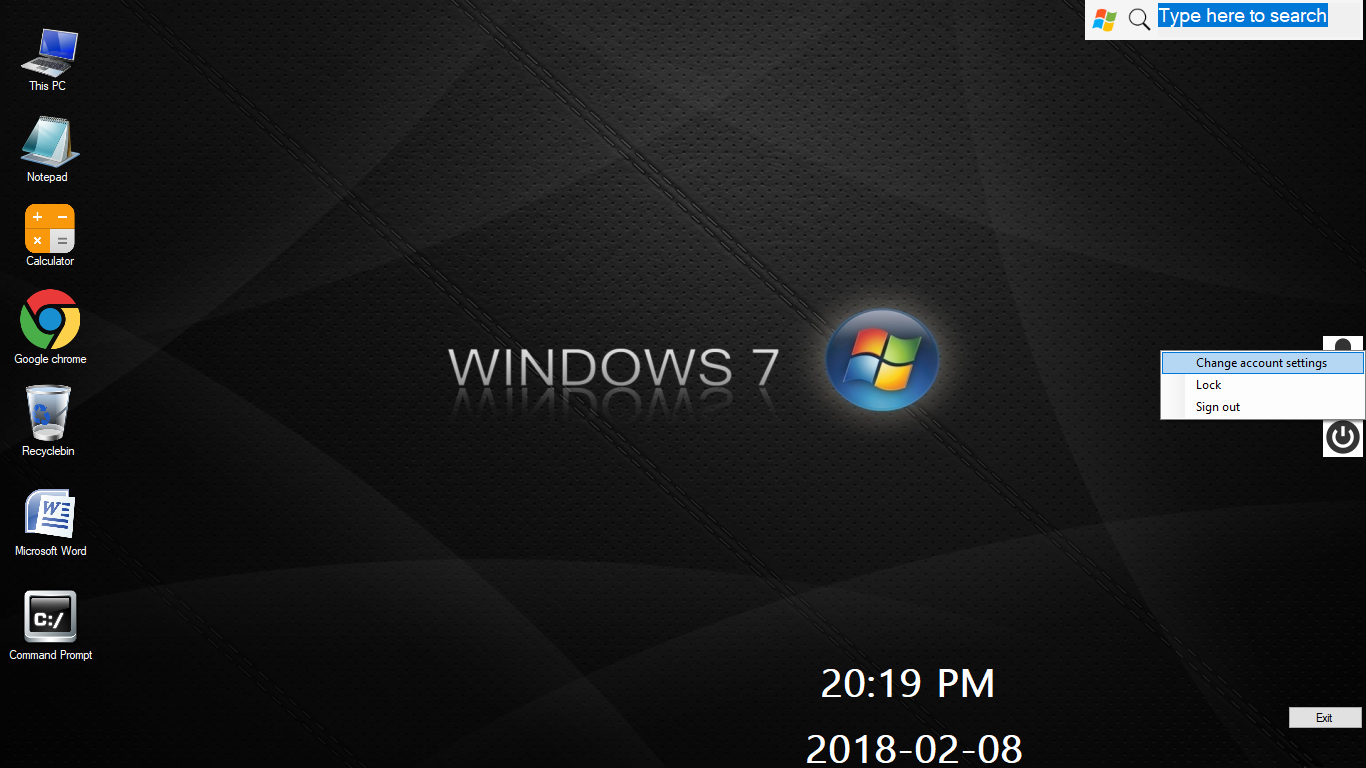 Type here to search
This PC
Notepad
Calculator
Google chrome
Recyclebin
W
Microsoft Word
C:/
Command Prompt
WINDOWS 7
Change account settings
Lock
Sign out
20:19 PM
2018-02-08
Exit